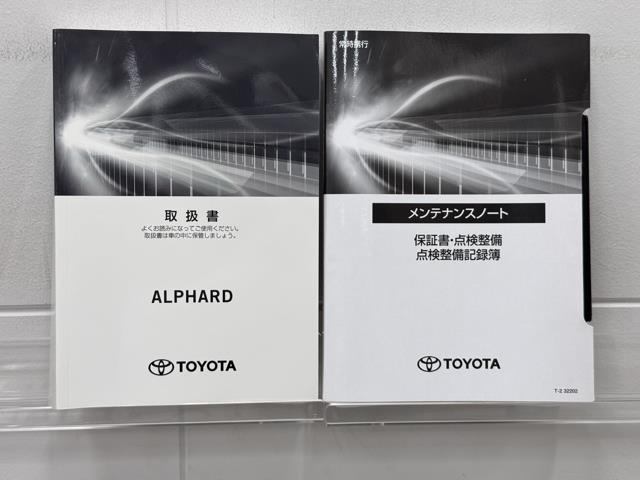 取扱書
よくお読みになってご使用ください。
取扱書は車の中に保管しましょう。
ALPHARD
TOYOTA
常時携行
メンテナンスノート
保証書・点検整備
点検整備記録簿
TOYOTA
T-2 32202